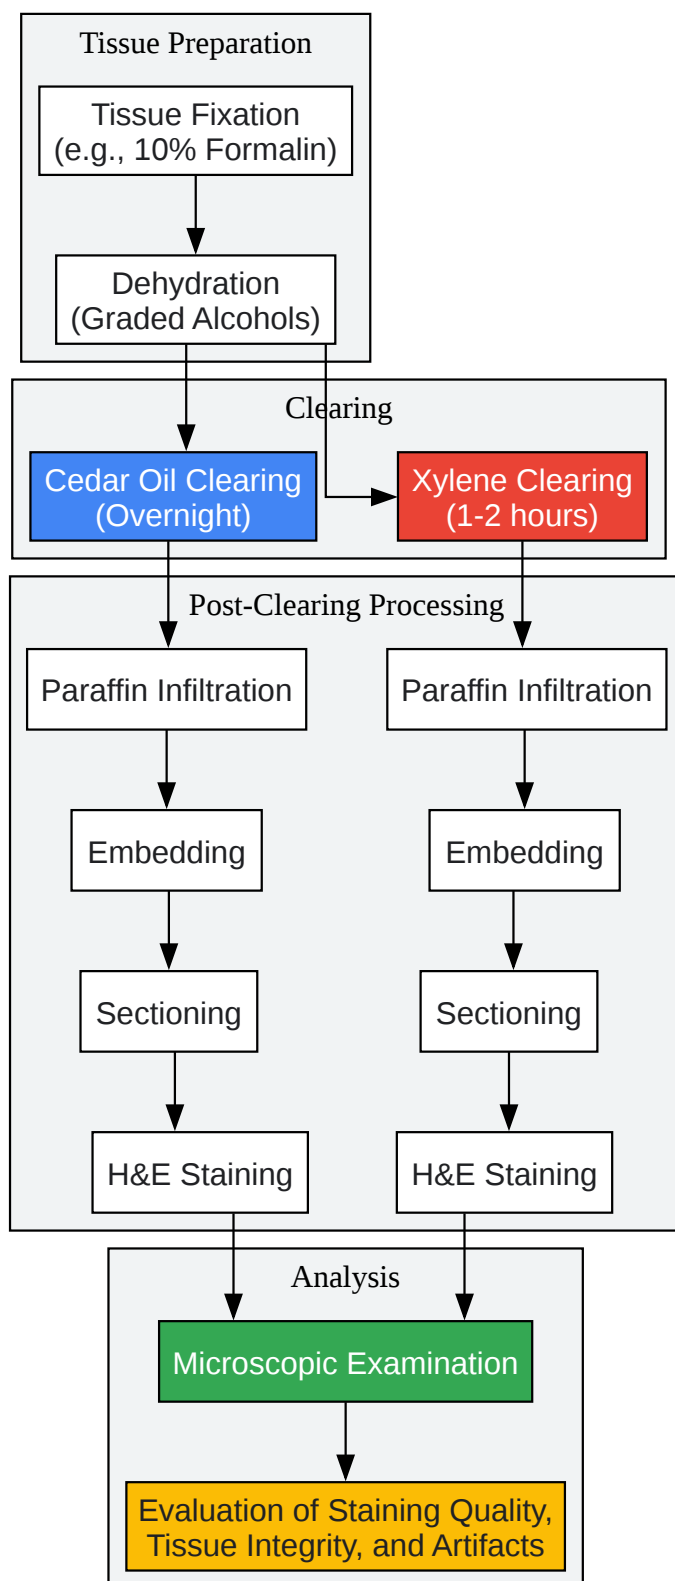 Tissue Preparation
Tissue Fixation
(e.g., 10% Formalin)
Dehydration
(Graded Alcohols)
Clearing
Cedar Oil Clearing
(Overnight)
Xylene Clearing
(1-2 hours)
Post-Clearing Processing
Paraffin Infiltration
Paraffin Infiltration
Embedding
Embedding
Sectioning
Sectioning
H&E Staining
H&E Staining
Analysis
Microscopic Examination
Evaluation of Staining Quality,
Tissue Integrity, and Artifacts